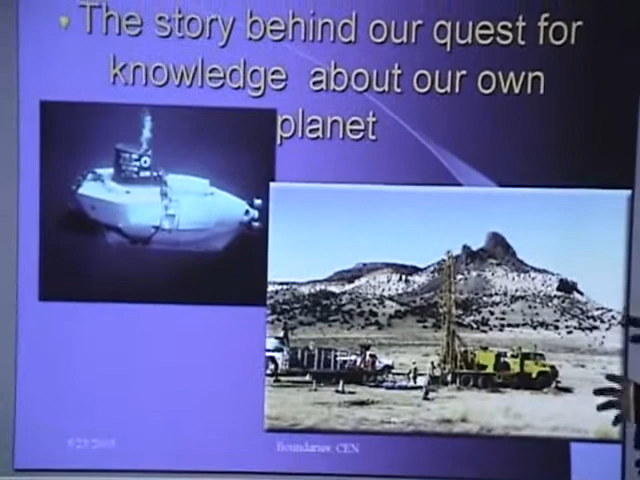 The story behind our quest for
knowledge about our own
planet
Boundaries, CEN